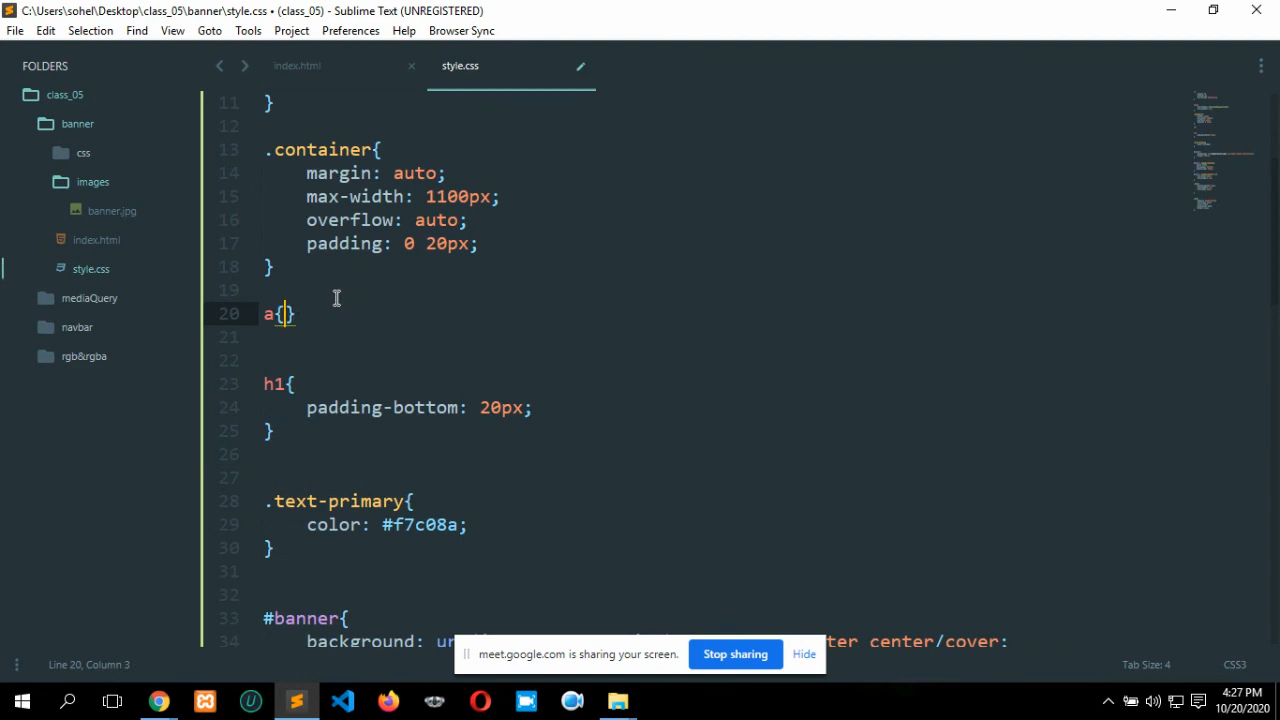 C:\Users\sohel\Desktop\class_05\banner\style.css • (class_05) - Sublime Text (UNREGISTERED)
File Edit Selection Find View Goto Tools Project Preferences Help Browser Sync
FOLDERS
class_05
banner
css
images
banner.jpg
index.html
style.css
mediaQuery
navbar
rgb&rgba
index.html
style.css
11 }
12
13 .container{
14 margin: auto;
15 max-width: 1100px;
16 overflow: auto;
17 padding: 0 20px;
18 }
19
20 a{}
21
22
23 h1{
24 padding-bottom: 20px;
25 }
26
27
28 .text-primary{
29 color: #f7c08a;
30 }
31
32
33 #banner{
34 background: center/cover;
meet.google.com is sharing your screen. Stop sharing Hide
Line 20, Column 3
Tab Size: 4
CSS3
4:27 PM
10/20/2020